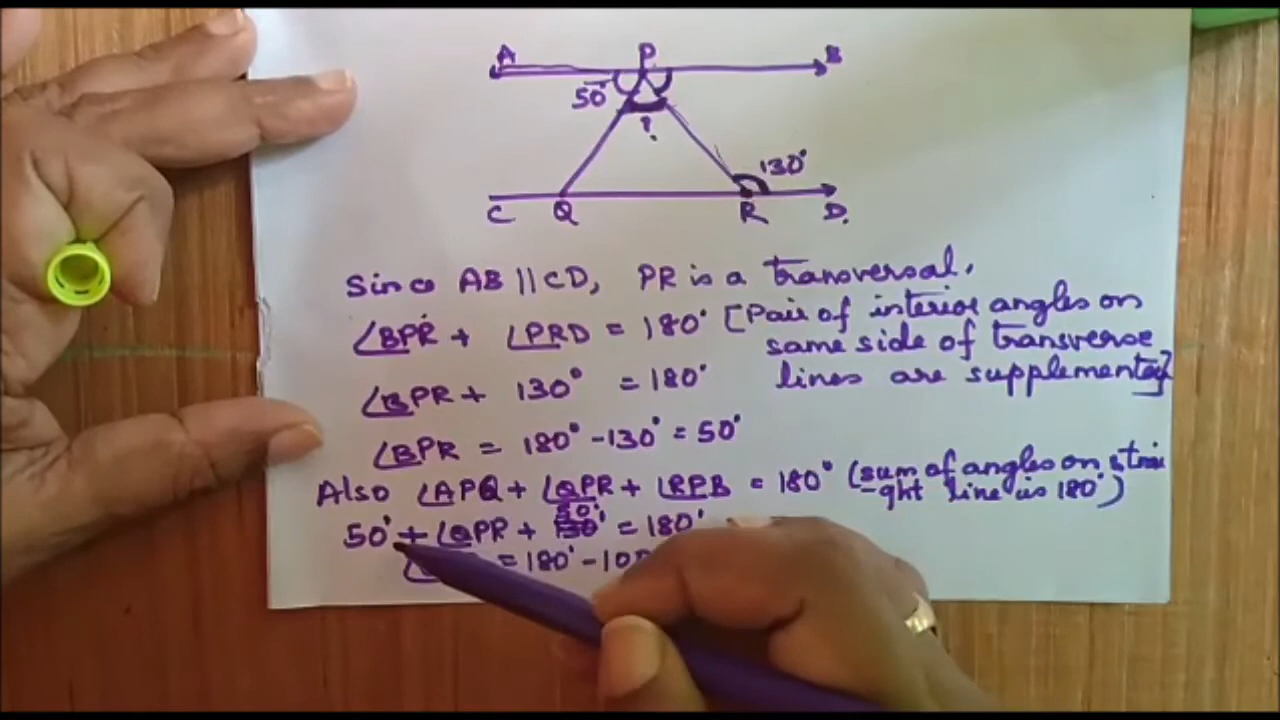 A P B
50°
?
130°
C Q R D.
Since AB || CD, PR is a transversal.
∠BPR + ∠PRD = 180° [Pair of interior angles on
same side of transverse
lines are supplementary]
∠BPR + 130° = 180°
∠BPR = 180° - 130° = 50°
Also ∠APQ + ∠QPR + ∠RPB = 180° (sum of angles on strai
-ght line is 180°)
50°
50° + ∠QPR + = 180°
= 180° - 100